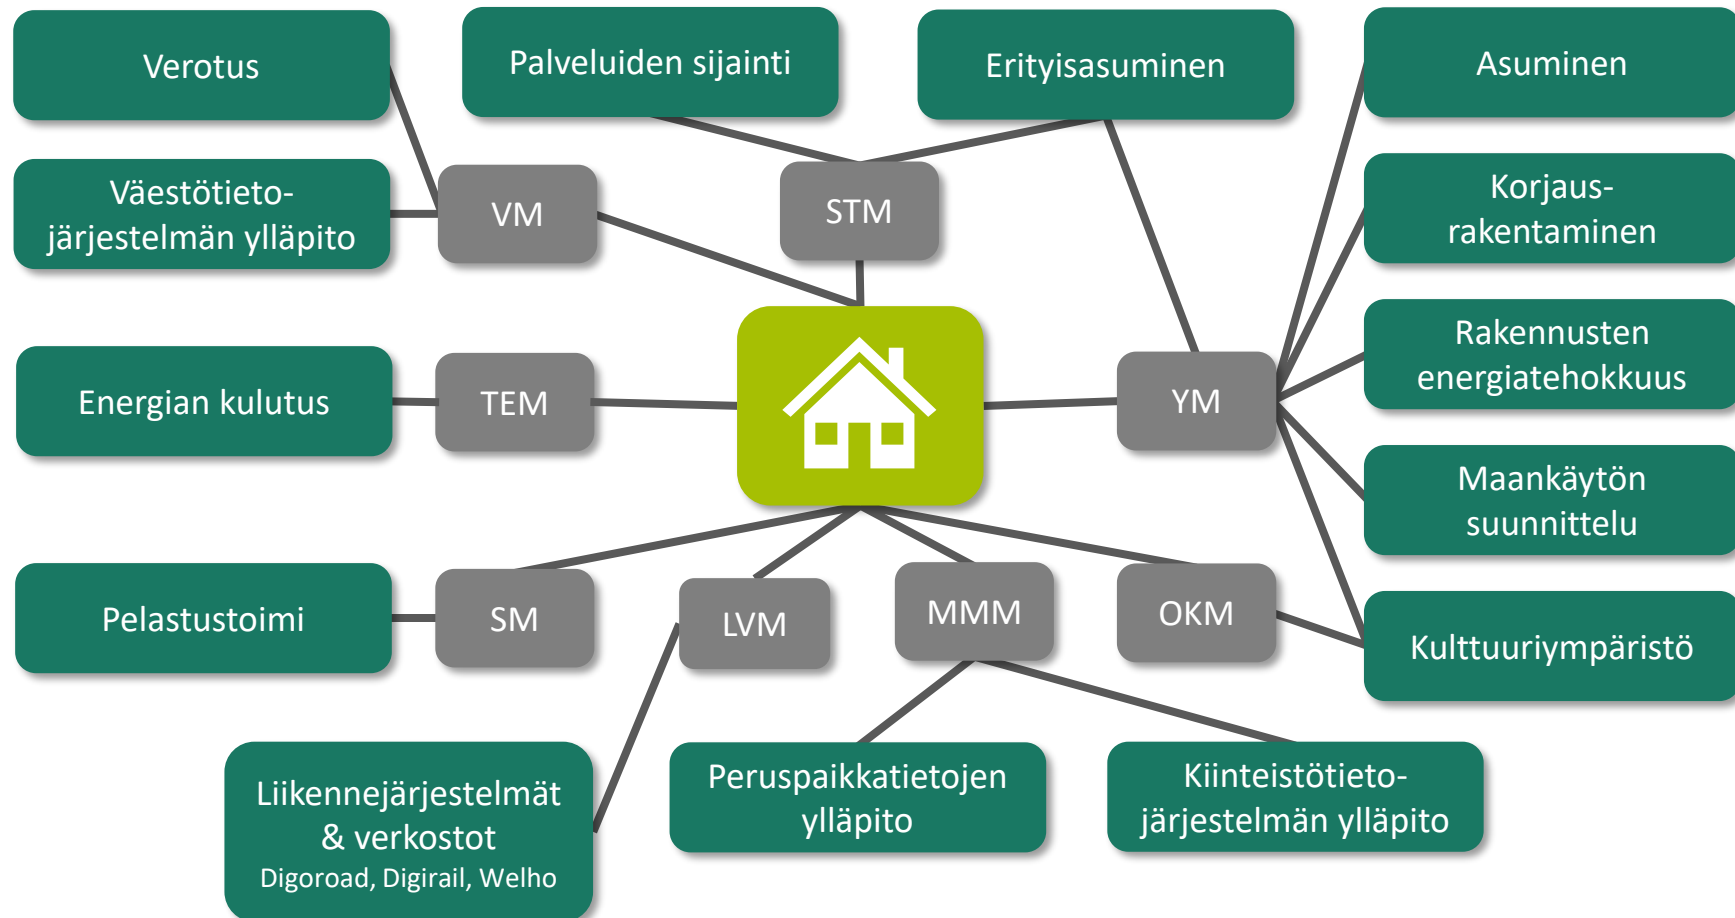 Verotus
Palveluiden sijainti
Erityisasuminen
Asuminen
Väestötieto-
järjestelmän ylläpito
VM
STM
Korjaus-
rakentaminen
Energian kulutus
TEM
YM
Rakennusten
energiatehokkuus
Maankäytön
suunnittelu
Pelastustoimi
SM
LVM
MMM
OKM
Kulttuuriympäristö
Liikennejärjestelmät
& verkostot
Digoroad, Digirail, Welho
Peruspaikkatietojen
ylläpito
Kiinteistötieto-
järjestelmän ylläpito